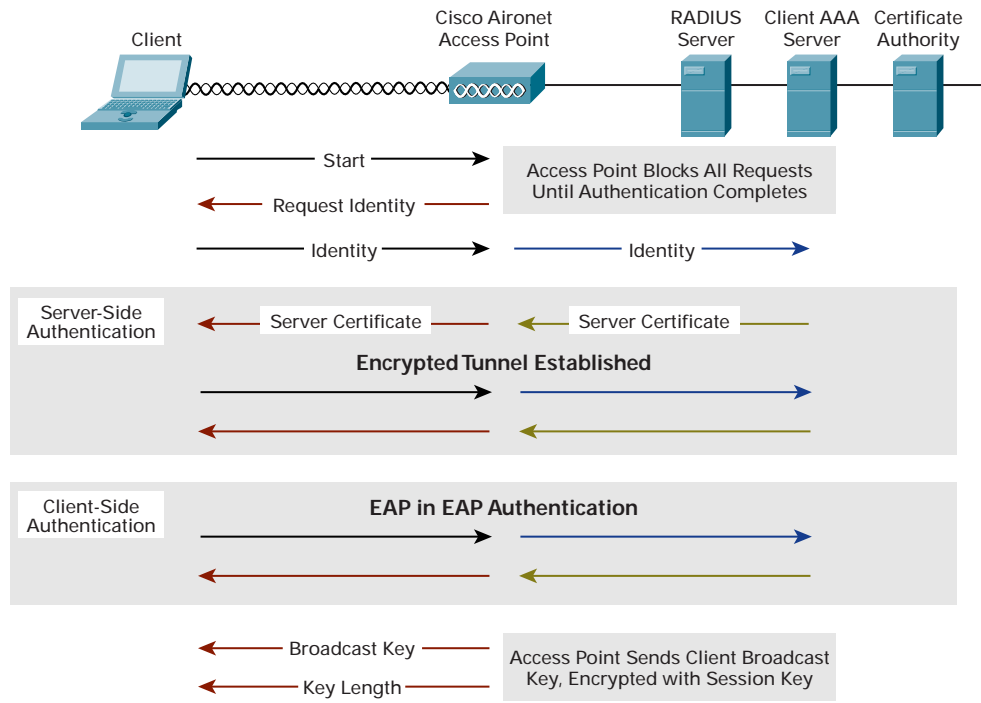 Client
Cisco Aironet
Access Point
RADIUS
Server
Client AAA
Server
Certificate
Authority
Start
Access Point Blocks All Requests
Until Authentication Completes
Request Identity
Identity
Identity
Server-Side
Authentication
Server Certificate
Server Certificate
Encrypted Tunnel Established
Client-Side
Authentication
EAP in EAP Authentication
Broadcast Key
Key Length
Access Point Sends Client Broadcast
Key, Encrypted with Session Key